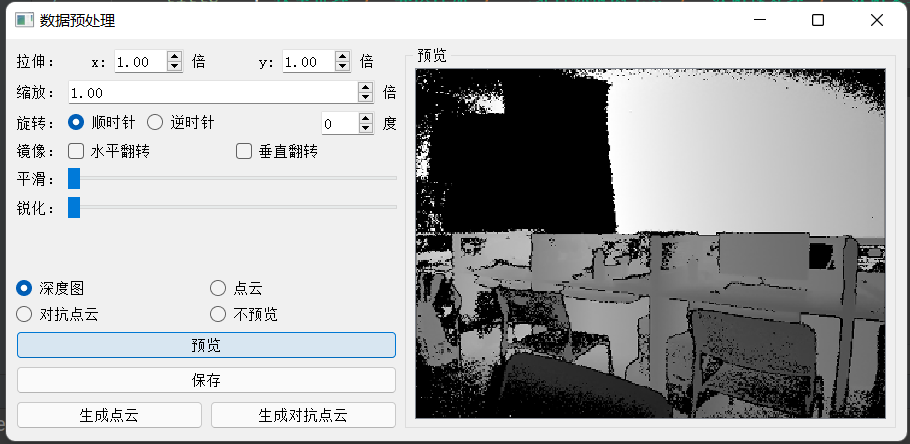 数据预处理
拉伸： x: 1.00 倍 y: 1.00 倍
缩放： 1.00 倍
旋转： 顺时针 逆时针 0 度
镜像： 水平翻转 垂直翻转
平滑：
锐化：
深度图 点云
对抗点云 不预览
预览
保存
生成点云 生成对抗点云
预览